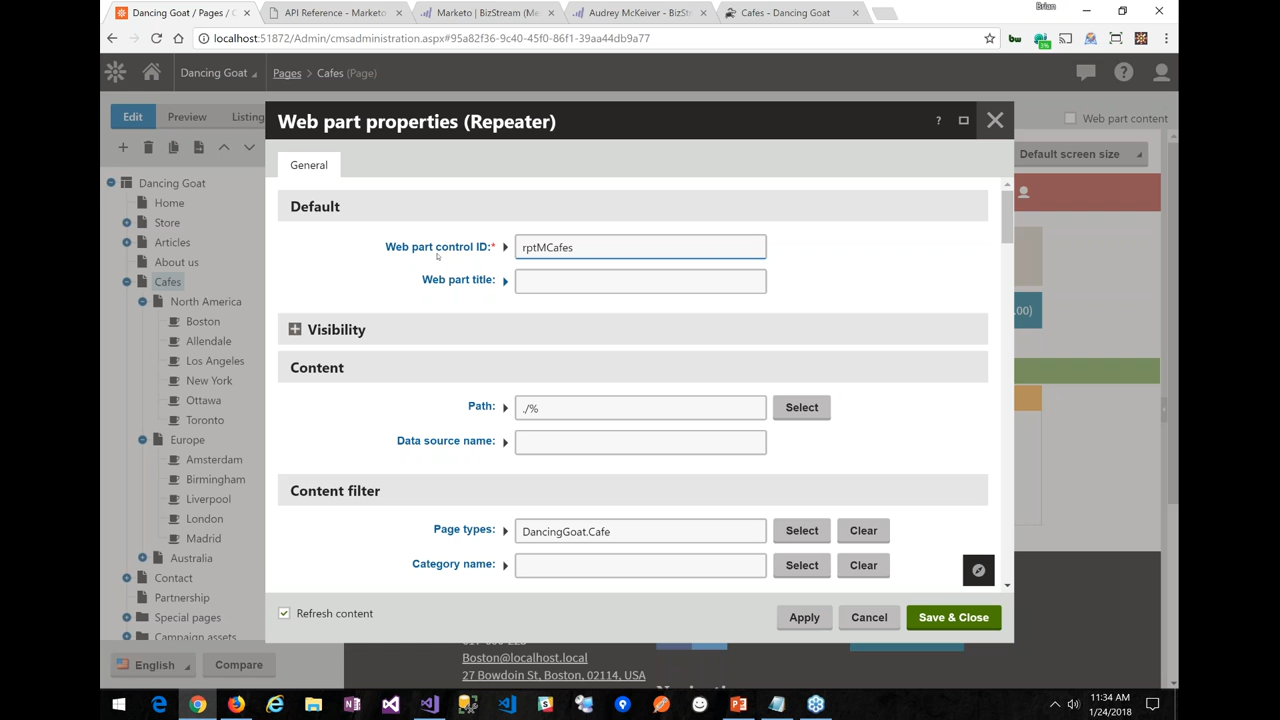 Brian
Dancing Goat / Pages / C
API Reference - Marketo
Marketo | BizStream (Me
Audrey McKeiver - BizStr
Cafes - Dancing Goat
localhost:51872/Admin/cmsadministration.aspx#95a82f36-9c40-45f0-86f1-39aa44db9a77
3%
Dancing Goat
Pages > Cafes (Page)
Edit
Preview
Listing
Web part content
Default screen size
Dancing Goat
Home
Store
Articles
About us
Cafes
North America
Boston
Allendale
Los Angeles
New York
Ottawa
Toronto
Europe
Amsterdam
Birmingham
Liverpool
London
Madrid
Australia
Contact
Partnership
Special pages
Campaign assets
English
Compare
Web part properties (Repeater)
?
General
Default
Web part control ID:* rptMCafes
Web part title:
Visibility
Content
Path: ./% Select
Data source name:
Content filter
Page types: DancingGoat.Cafe Select Clear
Category name: Select Clear
Refresh content
Apply
Cancel
Save & Close
.00)
Boston@localhost.local
27 Bowdoin St, Boston, 02114, USA
11:34 AM
1/24/2018